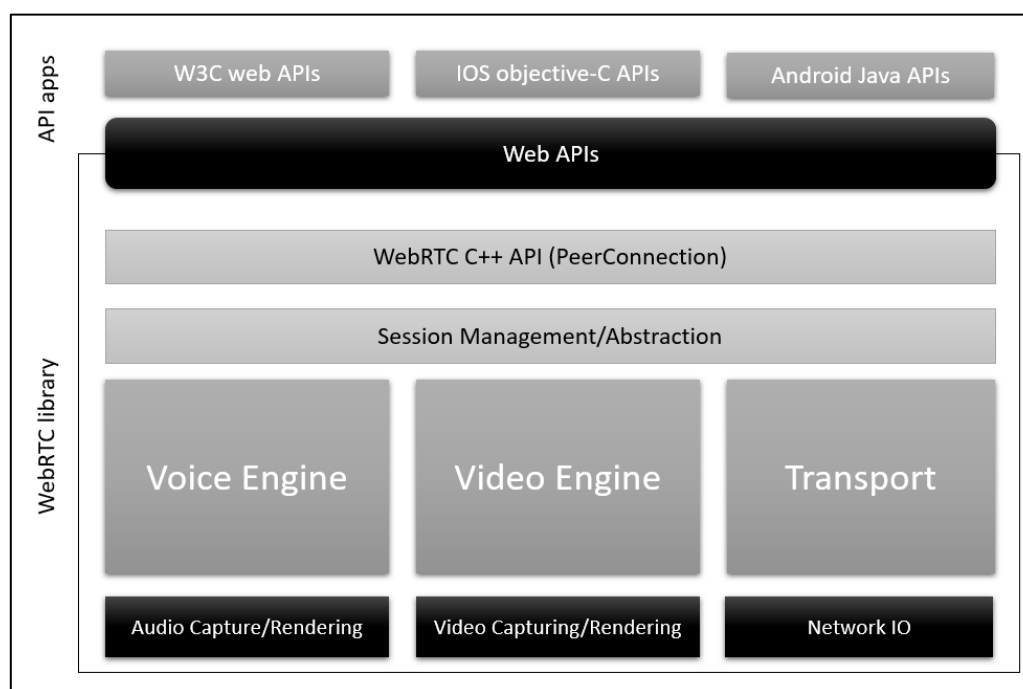 API apps
W3C web APIs
IOS objective-C APIs
Android Java APIs
Web APIs
WebRTC library
WebRTC C++ API (PeerConnection)
Session Management/Abstraction
Voice Engine
Video Engine
Transport
Audio Capture/Rendering
Video Capturing/Rendering
Network IO